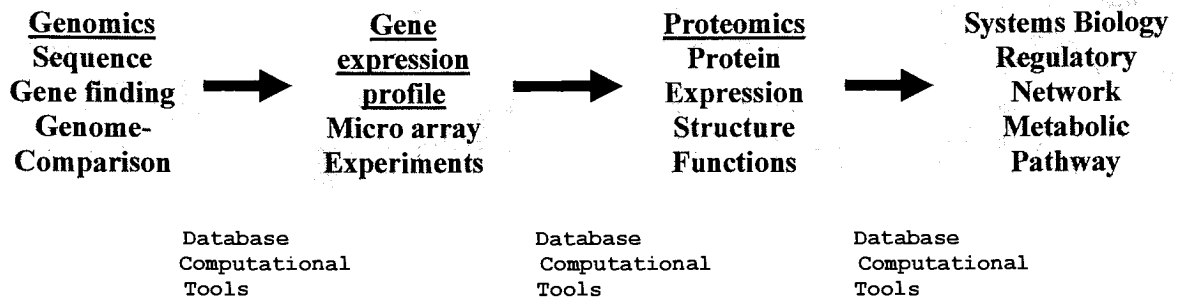 Genomics
Sequence
Gene finding
Genome-
Comparison
Gene
expression
profile
Micro array
Experiments
Proteomics
Protein
Expression
Structure
Functions
Systems Biology
Regulatory
Network
Metabolic
Pathway
Database
Computational
Tools
Database
Computational
Tools
Database
Computational
Tools